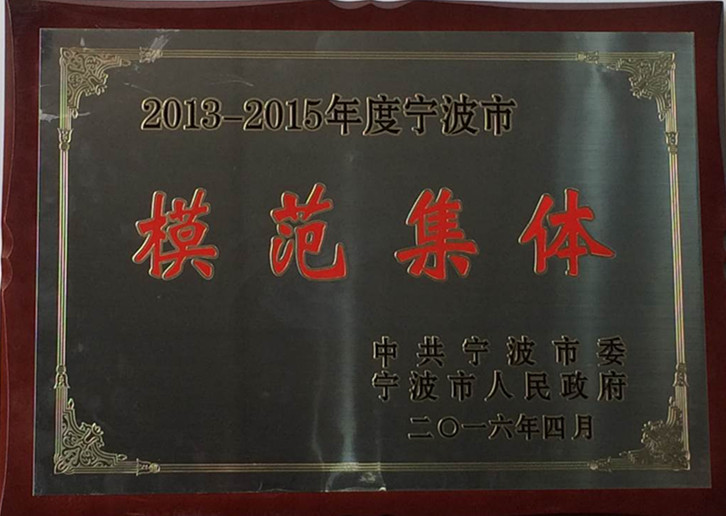 2013-2015年度宁波市
模范集体
中共宁波市委
宁波市人民政府
二〇一六年四月